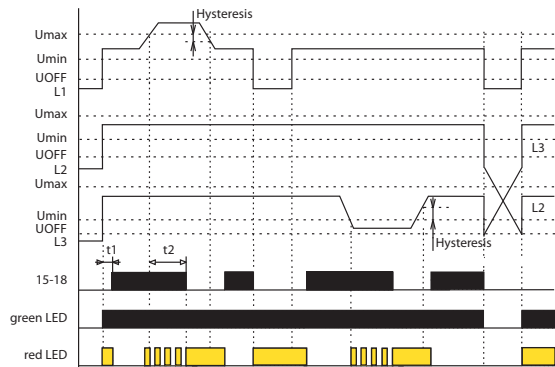 Hysteresis
Umax
Umin
UOFF
L1
Umax
Umin
UOFF
L2
L3
Umax
Umin
UOFF
L3
L2
Hysteresis
t1
t2
15-18
green LED
red LED